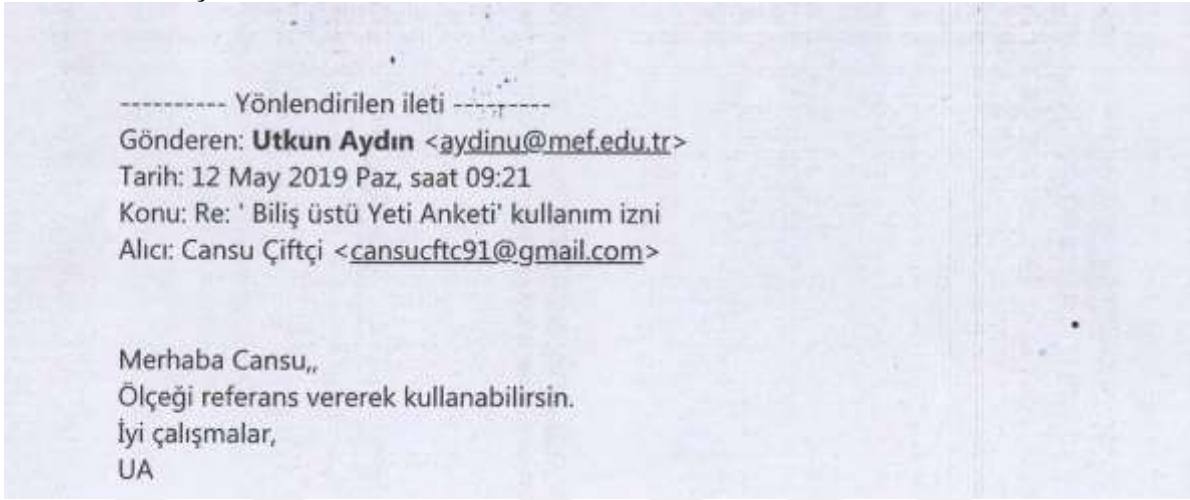 ---------- Yönlendirilen ileti ----------
Gönderen: Utkun Aydın <aydinu@mef.edu.tr>
Tarih: 12 May 2019 Paz, saat 09:21
Konu: Re: ' Biliş üstü Yeti Anketi' kullanım izni
Alıcı: Cansu Çiftçi <cansucftc91@gmail.com>
Merhaba Cansu,,
Ölçeği referans vererek kullanabilirsin.
İyi çalışmalar,
UA